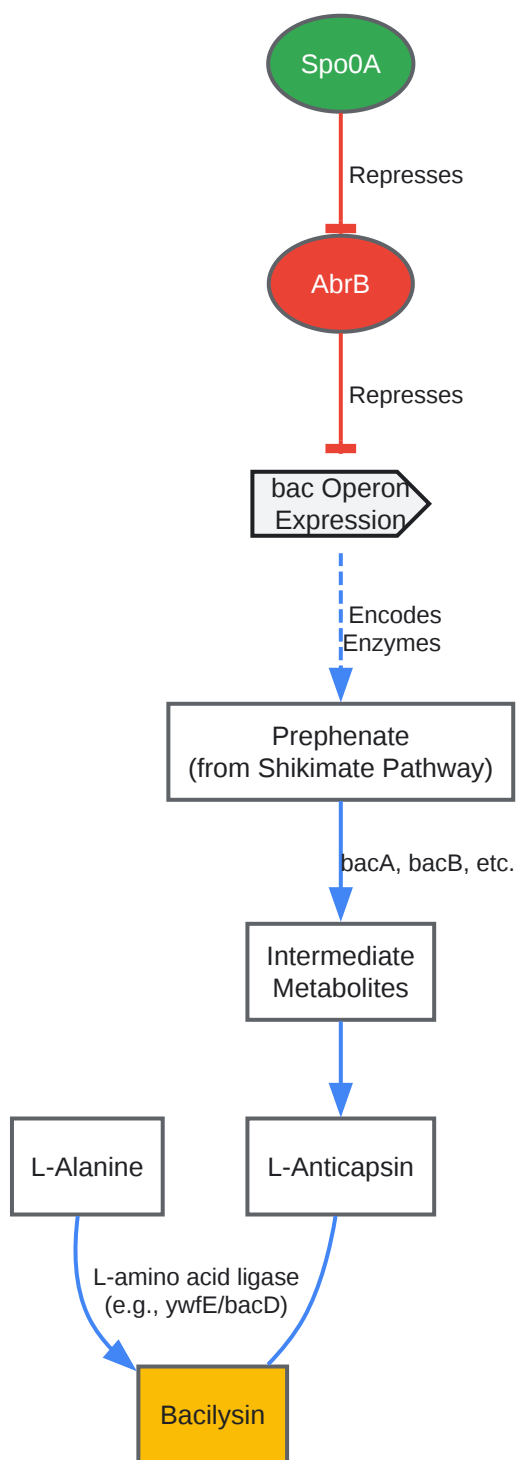 Spo0A
Represses
AbrB
Represses
bac Operon
Expression
Encodes
Enzymes
Prephenate
(from Shikimate Pathway)
bacA, bacB, etc.
Intermediate
Metabolites
L-Alanine
L-Anticapsin
L-amino acid ligase
(e.g., ywfE/bacD)
Bacilysin